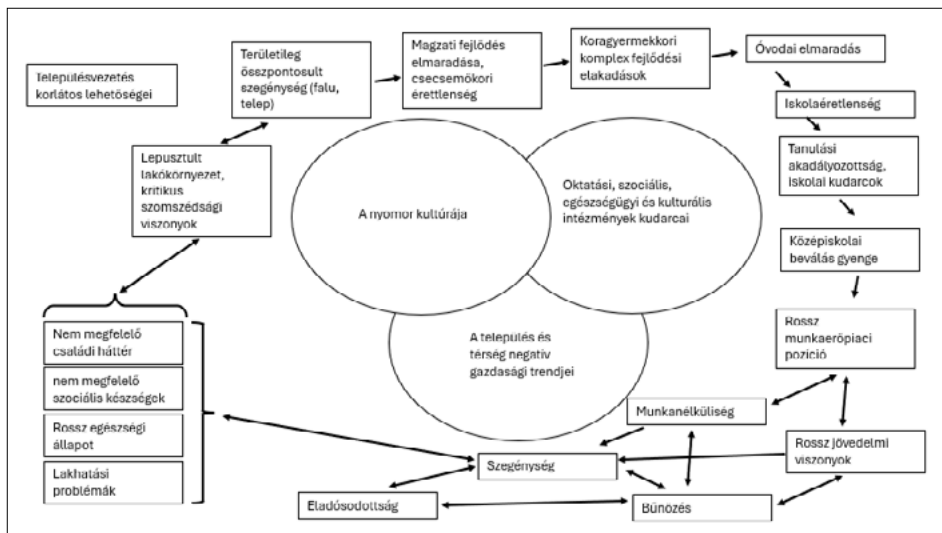 Településvezetés
korlátos lehetőségei
Területileg
összpontosult
szegénység (falu,
telep)
Magzati fejlődés
elmaradása,
csecsemőkori
érettlenség
Koragyermekkori
komplex fejlődési
elakadások
Óvodai elmaradás
Iskolaéretlenség
Tanulási
akadályozottság,
iskolai kudarcok
Középiskolai
beválás gyenge
Rossz
munkaerőpiaci
pozíció
Rossz jövedelmi
viszonyok
Munkanélküliség
Bűnözés
Szegénység
Eladósodottság
Lepusztult
lakókörnyezet,
kritikus
szomszédsági
viszonyok
Nem megfelelő
családi háttér
nem megfelelő
szociális készségek
Rossz egészségi
állapot
Lakhatási
problémák
A nyomor kultúrája
Oktatási, szociális,
egészségügyi és kulturális
intézmények kudarcai
A település és
térség negatív
gazdasági trendjei